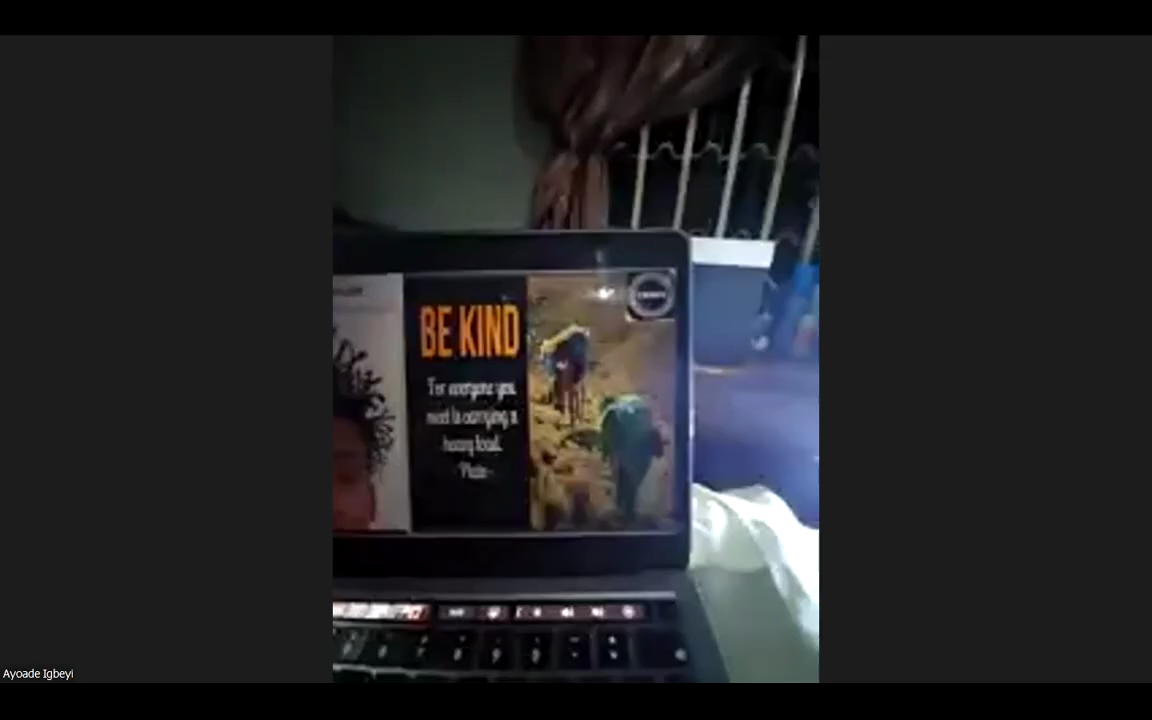 BE KIND
For everyone you
meet is carrying a
heavy load.
-Plato-
Ayoade Igbeyi